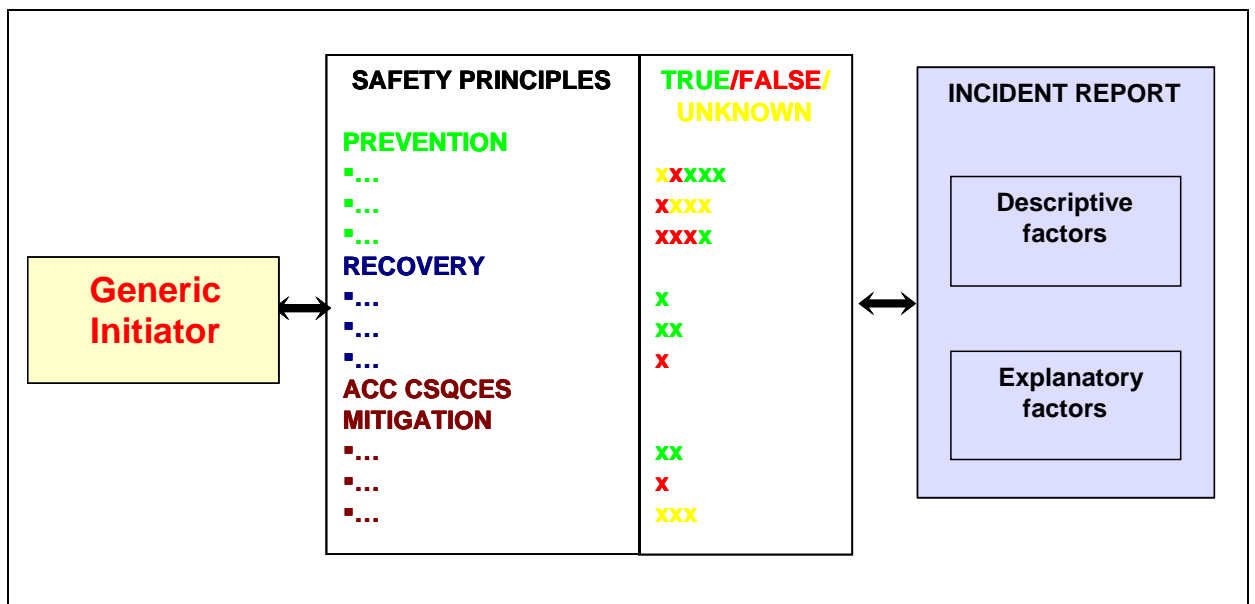 Generic
Initiator
SAFETY PRINCIPLES
PREVENTION
▪...
▪...
▪...
RECOVERY
▪...
▪...
▪...
ACC CSQCES
MITIGATION
▪...
▪...
▪...
TRUE/FALSE/
UNKNOWN
xxxxx
xxxx
xxxx
x
xx
x
xx
x
xxx
INCIDENT REPORT
Descriptive
factors
Explanatory
factors